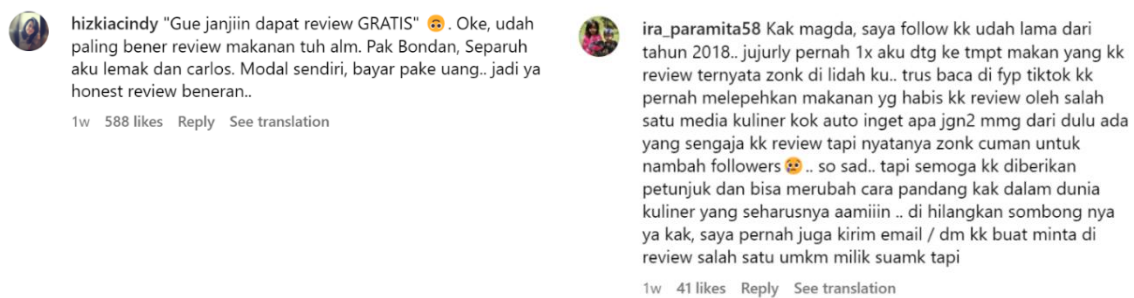 hizkiacindy "Gue janjiin dapat review GRATIS" 🙃. Oke, udah
paling bener review makanan tuh alm. Pak Bondan, Separuh
aku lemak dan carlos. Modal sendiri, bayar pake uang.. jadi ya
honest review beneran..
1w 588 likes Reply See translation
ira_paramita58 Kak magda, saya follow kk udah lama dari
tahun 2018.. jujurly pernah 1x aku dtg ke tmpt makan yang kk
review ternyata zonk di lidah ku.. trus baca di fyp tiktok kk
pernah melepehkan makanan yg habis kk review oleh salah
satu media kuliner kok auto inget apa jgn2 mmg dari dulu ada
yang sengaja kk review tapi nyatanya zonk cuman untuk
nambah followers😢.. so sad.. tapi semoga kk diberikan
petunjuk dan bisa merubah cara pandang kak dalam dunia
kuliner yang seharusnya aamiiin .. di hilangkan sombong nya
ya kak, saya pernah juga kirim email / dm kk buat minta di
review salah satu umkm milik suamk tapi
1w 41 likes Reply See translation